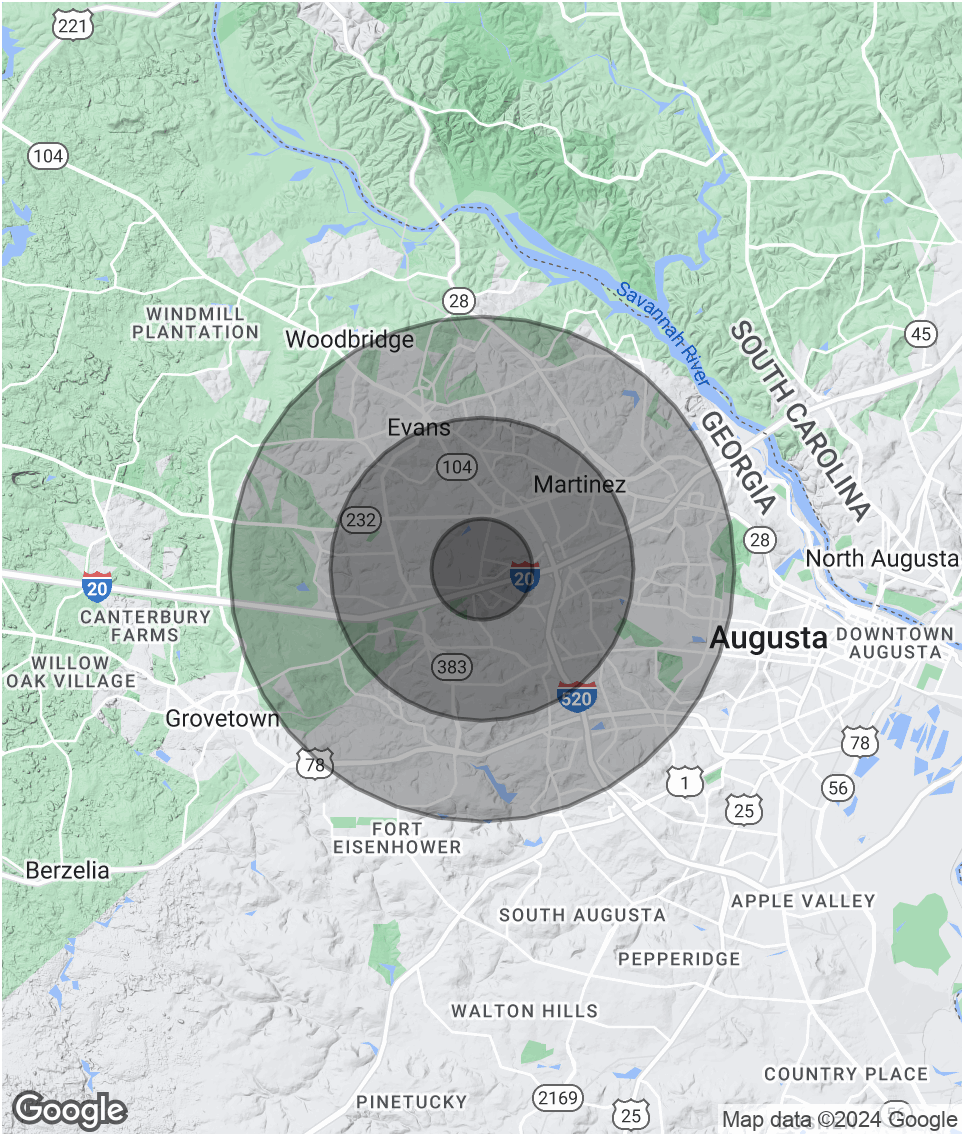 221
104
28
Savannah River
WINDMILL
PLANTATION
Woodbridge
SOUTH CAROLINA
45
GEORGIA
Evans
104
Martinez
232
28
North Augusta
20
20
CANTERBURY
FARMS
Augusta
DOWNTOWN
AUGUSTA
WILLOW
OAK VILLAGE
383
520
Grovetown
78
78
1
56
25
FORT
EISENHOWER
Berzelia
APPLE VALLEY
SOUTH AUGUSTA
PEPPERIDGE
WALTON HILLS
COUNTRY PLACE
PINETUCKY
2169
25
Google
Map data ©2024 Google